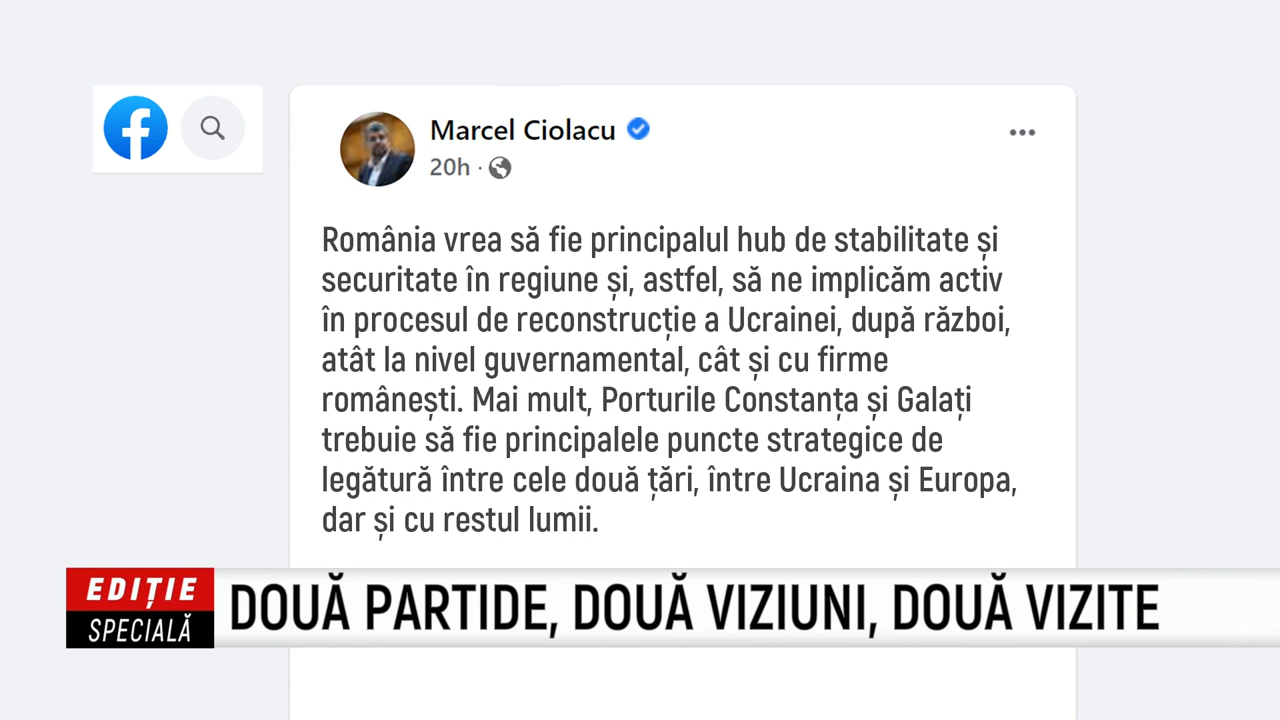 Marcel Ciolacu
20h ·
România vrea să fie principalul hub de stabilitate și
securitate în regiune și, astfel, să ne implicăm activ
în procesul de reconstrucție a Ucrainei, după război,
atât la nivel guvernamental, cât și cu firme
românești. Mai mult, Porturile Constanța și Galați
trebuie să fie principalele puncte strategice de
legătură între cele două țări, între Ucraina și Europa,
dar și cu restul lumii.
EDIȚIE
SPECIALĂ
DOUĂ PARTIDE, DOUĂ VIZIUNI, DOUĂ VIZITE